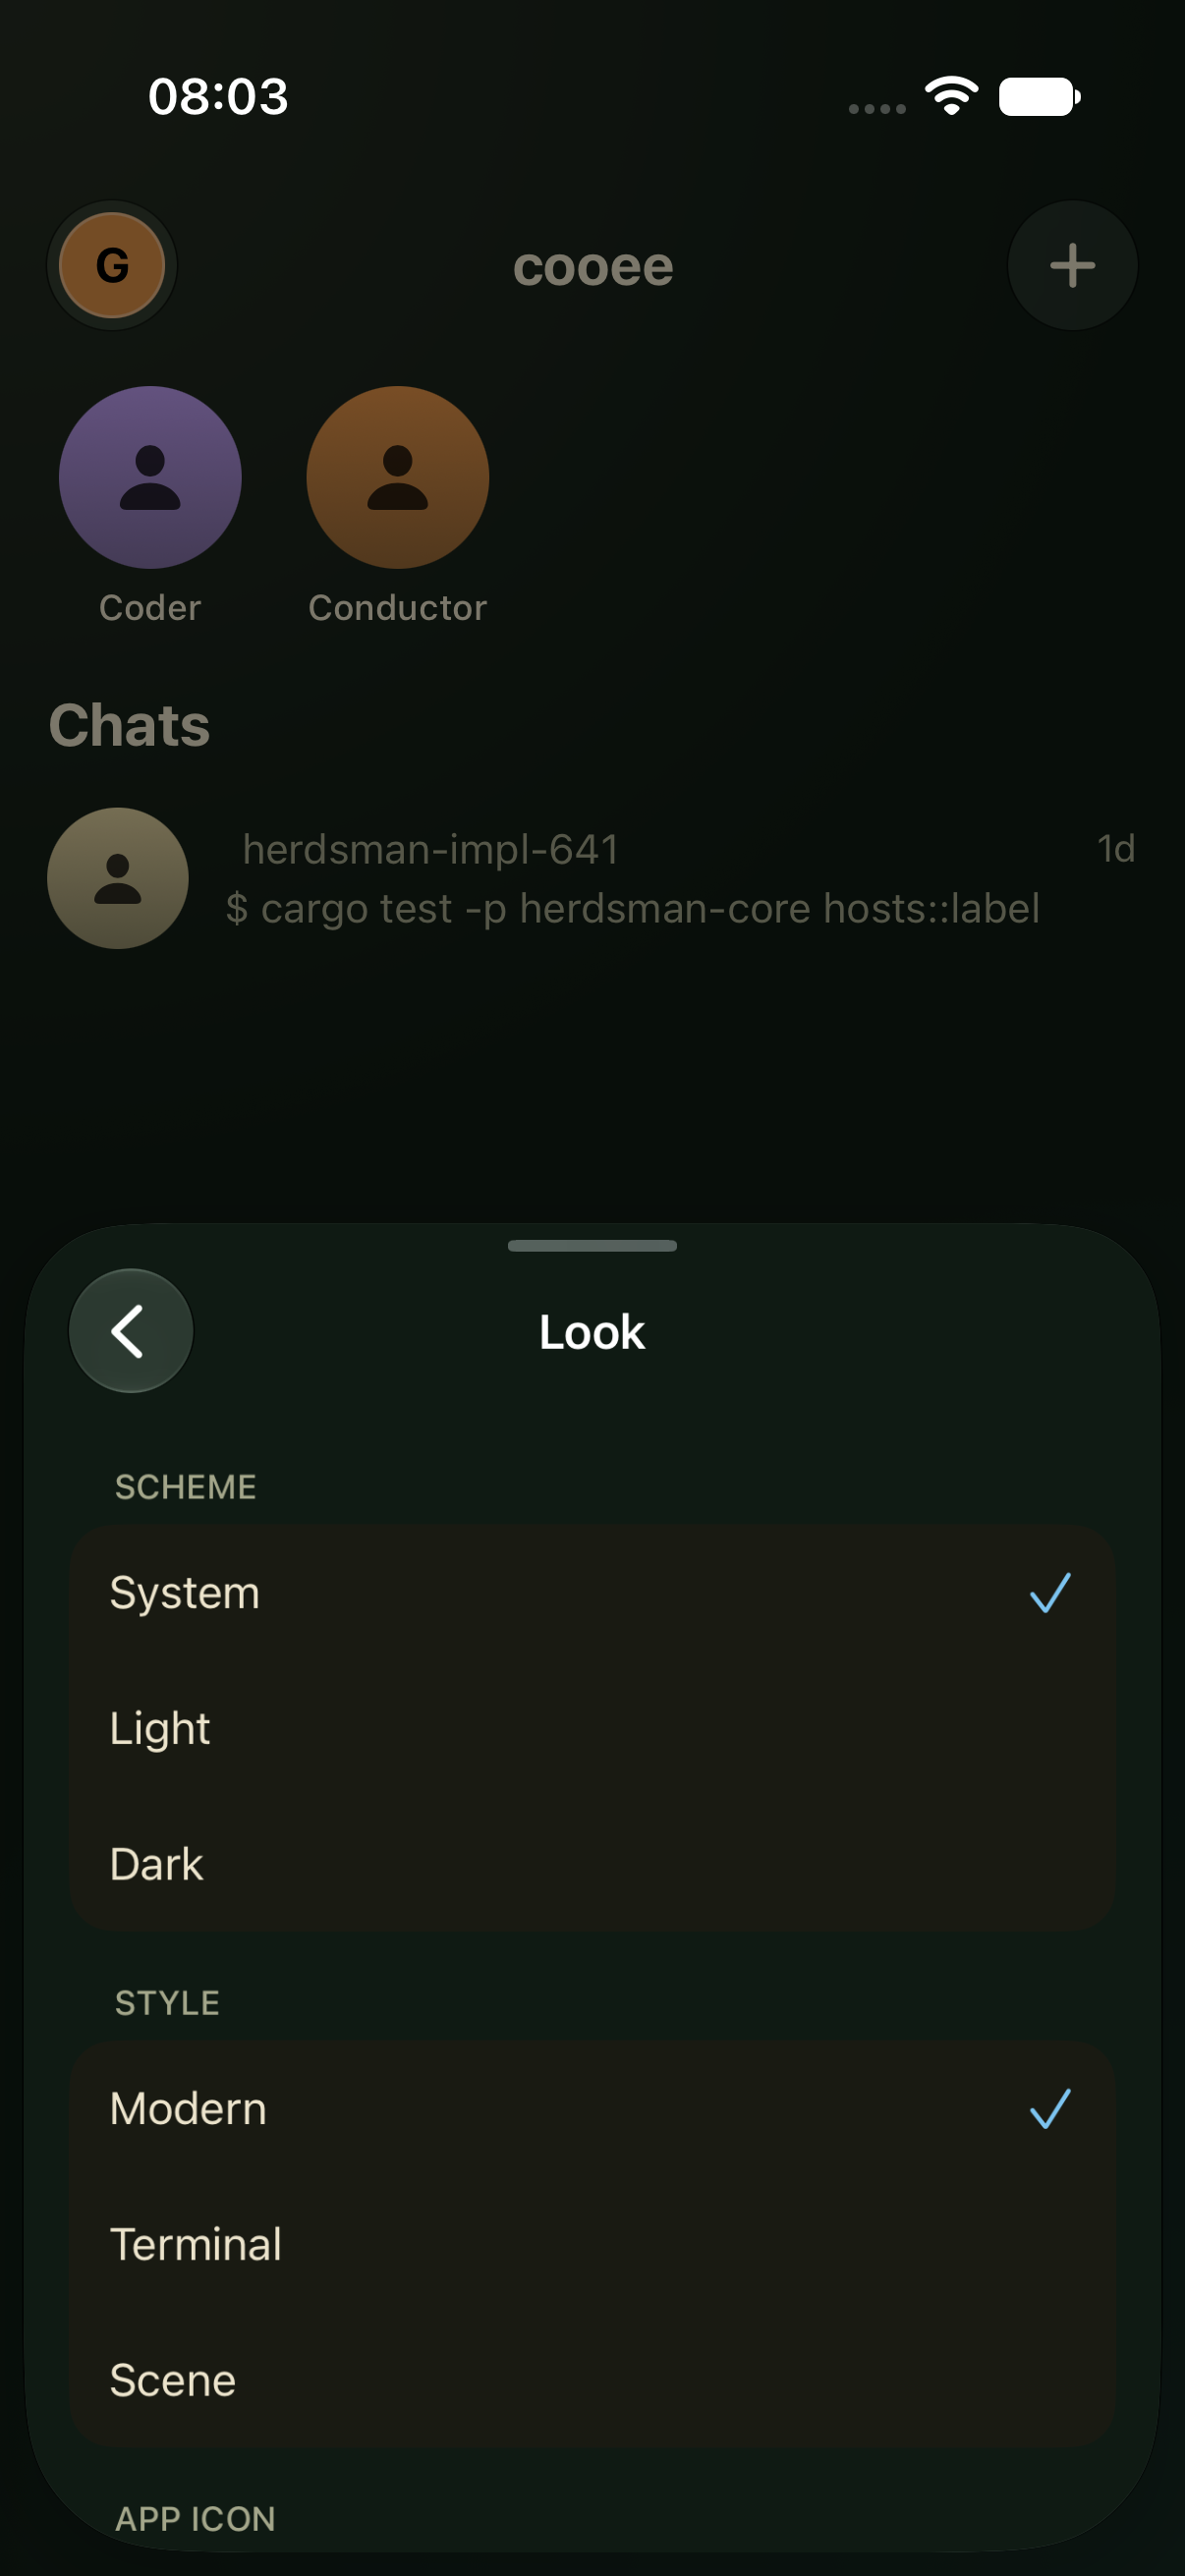 08:03
G
cooee
Coder
Conductor
Chats
herdsman-impl-641
1d
$ cargo test -p herdsman-core hosts::label
Look
SCHEME
System
Light
Dark
STYLE
Modern
Terminal
Scene
APP ICON